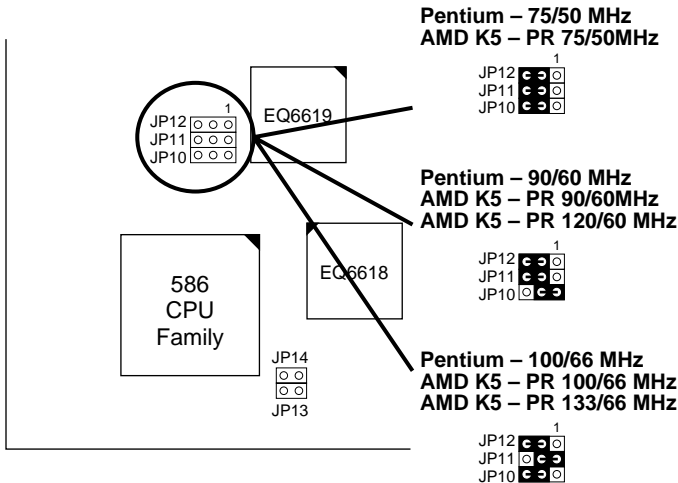 Pentium – 75/50 MHz
AMD K5 – PR 75/50MHz
1
JP12
JP11
JP10
1
JP12
JP11
JP10
EQ6619
Pentium – 90/60 MHz
AMD K5 – PR 90/60MHz
AMD K5 – PR 120/60 MHz
1
JP12
JP11
JP10
586
CPU
Family
EQ6618
JP14
JP13
Pentium – 100/66 MHz
AMD K5 – PR 100/66 MHz
AMD K5 – PR 133/66 MHz
1
JP12
JP11
JP10